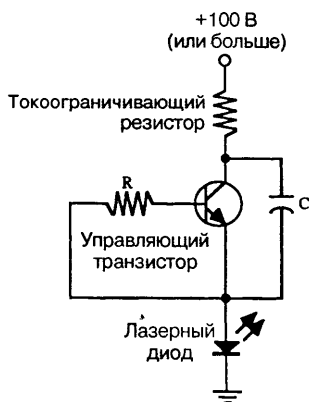 +100 В
(или больше)
Токоограничивающий
резистор
R
C
Управляющий
транзистор
Лазерный
диод